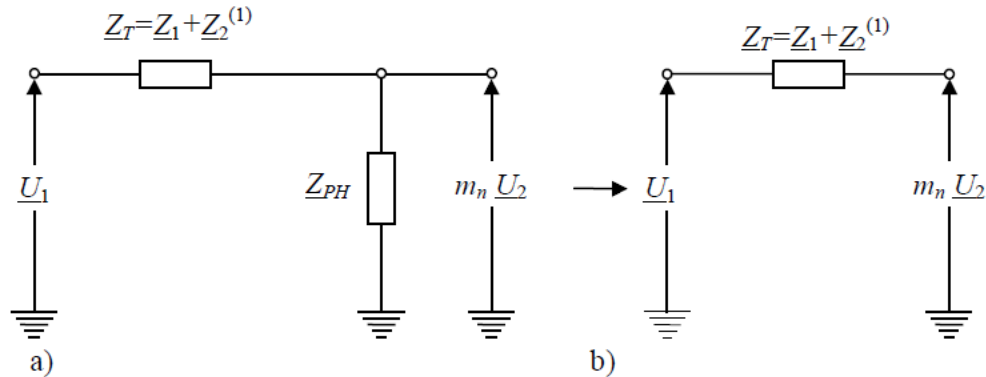 Z_T=Z_1+Z_2^(1)
Z_T=Z_1+Z_2^(1)
U_1
Z_PH
m_n U_2
U_1
m_n U_2
a)
b)